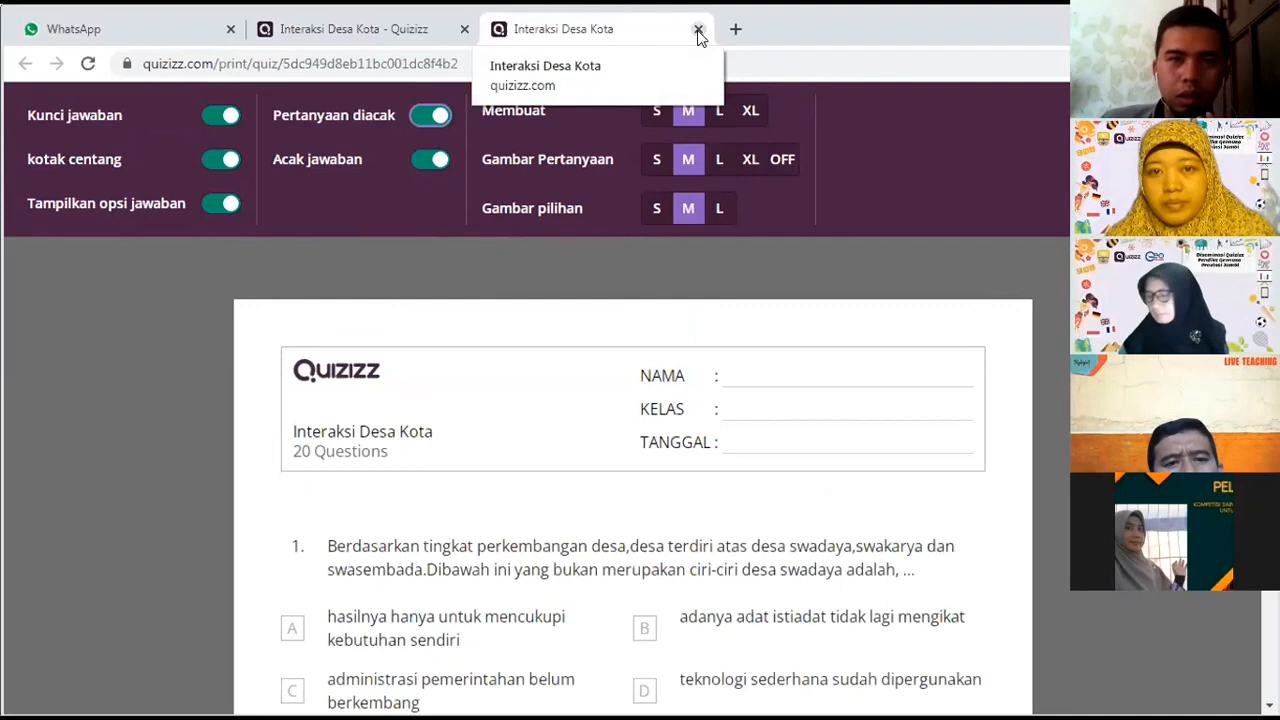 WhatsApp
Interaksi Desa Kota - Quizizz
Interaksi Desa Kota
quizizz.com/print/quiz/5dc949d8eb11bc001dc8f4b2
Interaksi Desa Kota
quizizz.com
Kunci jawaban
Pertanyaan diacak
Membuat
S M L XL
kotak centang
Acak jawaban
Gambar Pertanyaan
S M L XL OFF
Tampilkan opsi jawaban
Gambar pilihan
S M L
Quizizz
NAMA :
KELAS :
Interaksi Desa Kota
TANGGAL :
20 Questions
1. Berdasarkan tingkat perkembangan desa,desa terdiri atas desa swadaya,swakarya dan
swasembada.Dibawah ini yang bukan merupakan ciri-ciri desa swadaya adalah, ...
A hasilnya hanya untuk mencukupi
kebutuhan sendiri
B adanya adat istiadat tidak lagi mengikat
C administrasi pemerintahan belum
berkembang
D teknologi sederhana sudah dipergunakan
QUIZIZZ
LIVE TEACHING
PEL